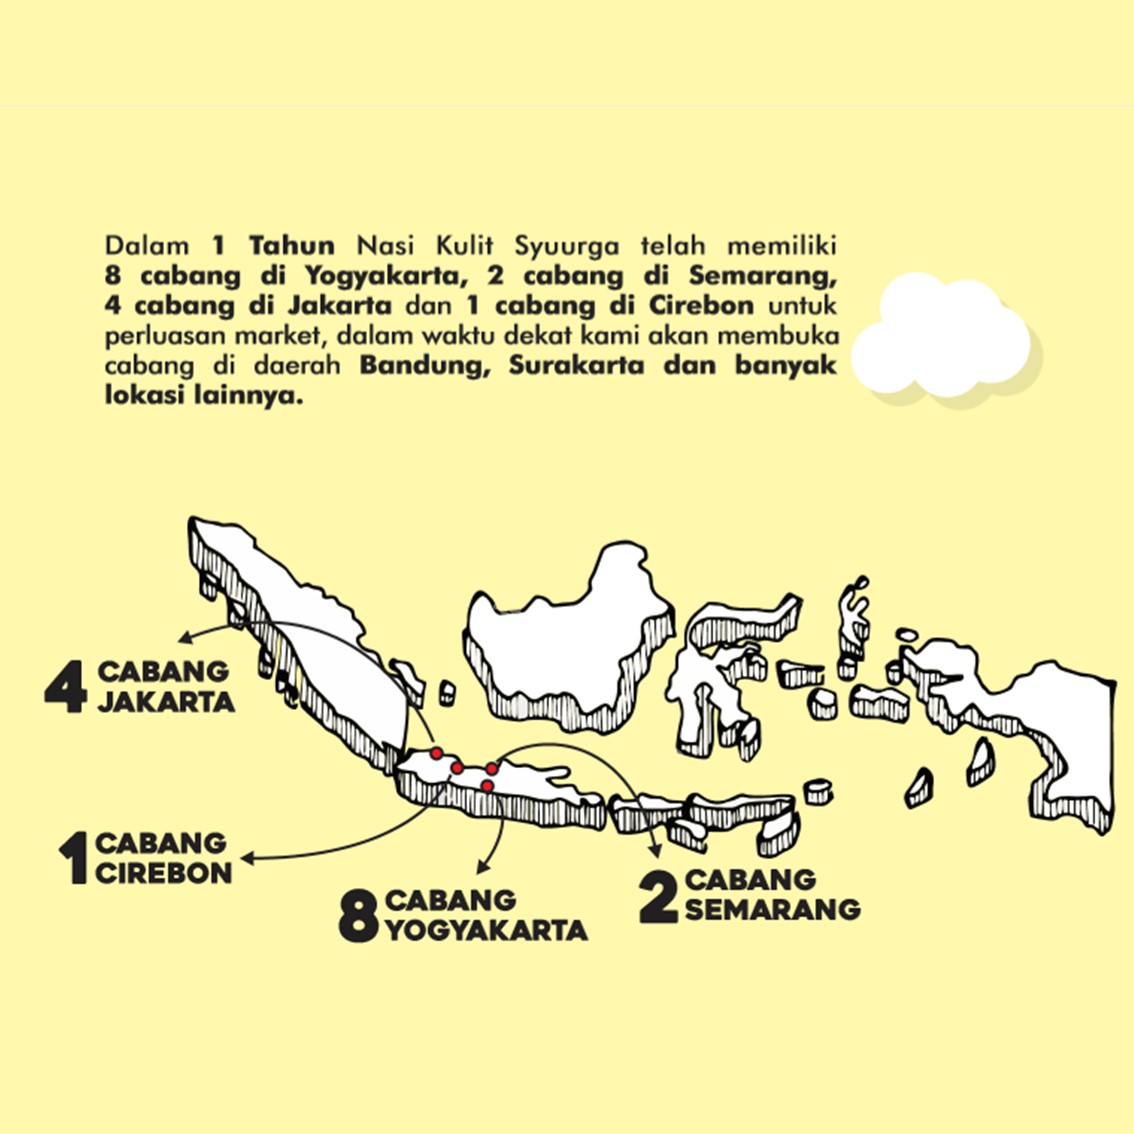 Dalam 1 Tahun Nasi Kulit Syuurga telah memiliki
8 cabang di Yogyakarta, 2 cabang di Semarang,
4 cabang di Jakarta dan 1 cabang di Cirebon untuk
perluasan market, dalam waktu dekat kami akan membuka
cabang di daerah Bandung, Surakarta dan banyak
lokasi lainnya.
4 CABANG
JAKARTA
1 CABANG
CIREBON
8 CABANG
YOGYAKARTA
2 CABANG
SEMARANG